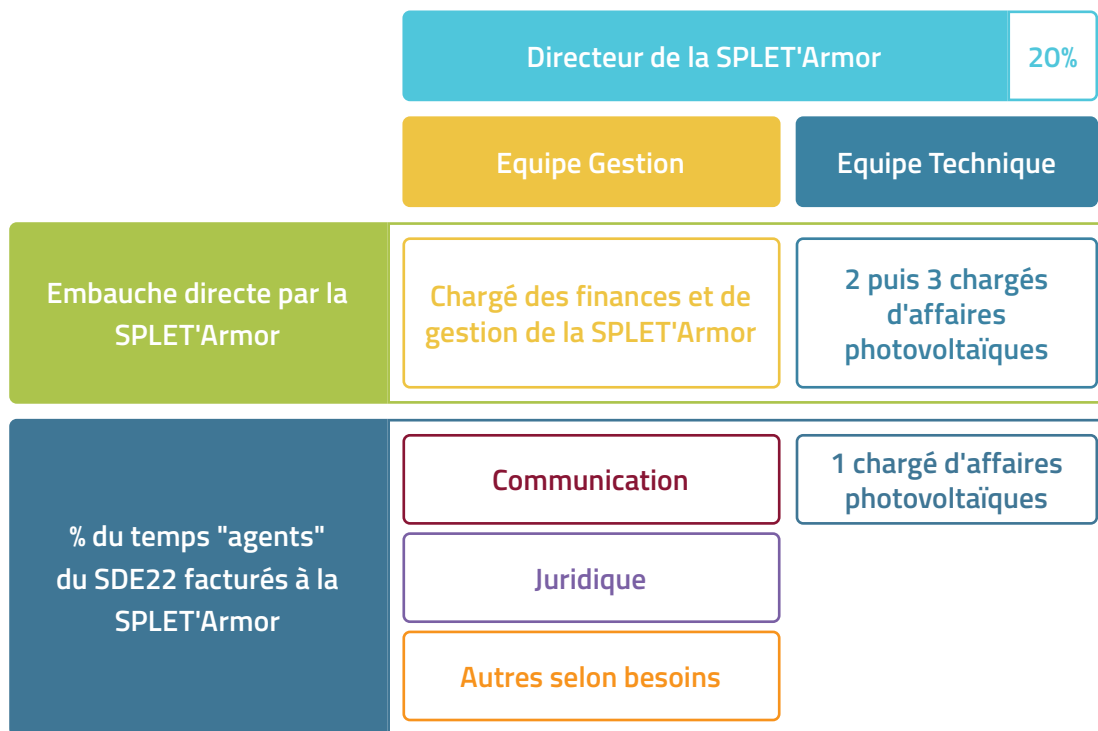 Directeur de la SPLET'Armor
20%
Equipe Gestion
Equipe Technique
Embauche directe par la
SPLET'Armor
Chargé des finances et de
gestion de la SPLET'Armor
2 puis 3 chargés
d'affaires
photovoltaïques
% du temps "agents"
du SDE22 facturés à la
SPLET'Armor
Communication
Juridique
Autres selon besoins
1 chargé d'affaires
photovoltaïques